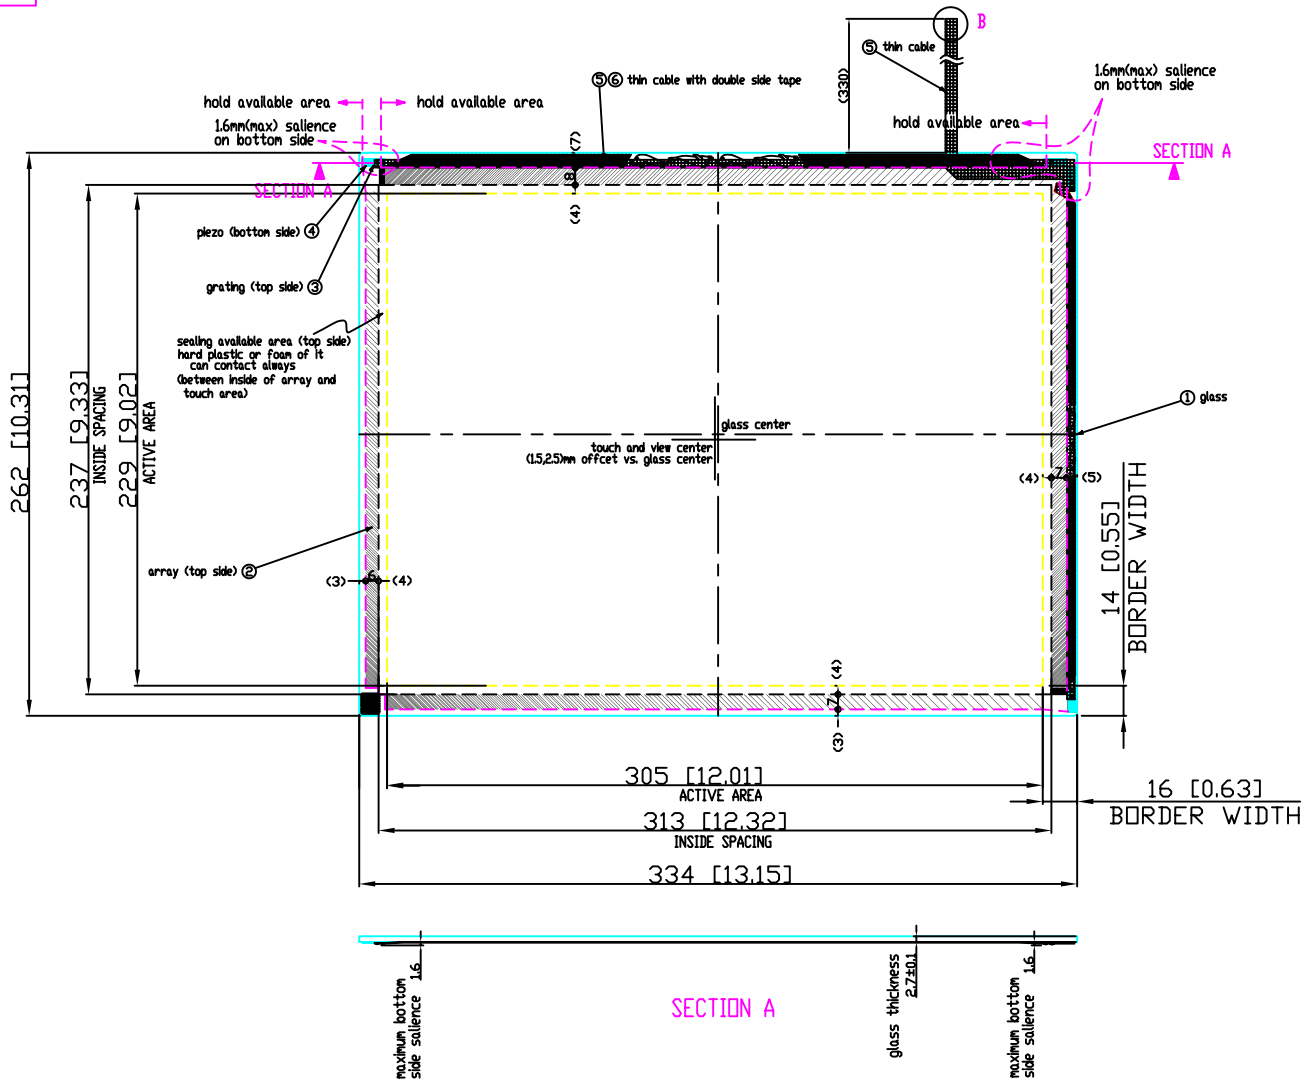 B
⑤ thin cable
(330)
⑤⑥ thin cable with double side tape
1.6mm(max) salience
on bottom side
hold available area
hold available area
1.6mm(max) salience
on bottom side
hold available area
(7)
8
(4)
SECTION A
SECTION A
piezo (bottom side) ④
grating (top side) ③
sealing available area (top side)
hard plastic or foam of it
can contact always
(between inside of array and
touch area)
262 [10.31]
237 [9.33]
INSIDE SPACING
229 [9.02]
ACTIVE AREA
① glass
glass center
touch and view center
(1.5,2.5)mm offcet vs. glass center
(4)
7
(5)
14 [0.55]
BORDER WIDTH
array (top side) ②
(3)
6
(4)
(4)
7
(3)
305 [12.01]
ACTIVE AREA
16 [0.63]
BORDER WIDTH
313 [12.32]
INSIDE SPACING
334 [13.15]
maximum bottom
side salience 1.6
glass thickness
2.7±0.1
maximum bottom
side salience 1.6
SECTION A